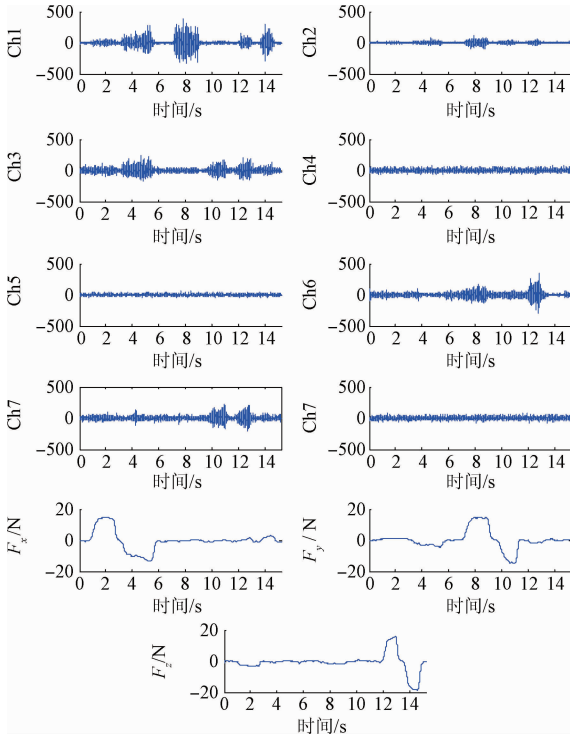 Ch1 500 0 −500 0 2 4 6 8 10 12 14 时间/s
Ch2 500 0 −500 0 2 4 6 8 10 12 14 时间/s
Ch3 500 0 −500 0 2 4 6 8 10 12 14 时间/s
Ch4 500 0 −500 0 2 4 6 8 10 12 14 时间/s
Ch5 500 0 −500 0 2 4 6 8 10 12 14 时间/s
Ch6 500 0 −500 0 2 4 6 8 10 12 14 时间/s
Ch7 500 0 −500 0 2 4 6 8 10 12 14 时间/s
Ch7 500 0 −500 0 2 4 6 8 10 12 14 时间/s
Fx/N 20 0 −20 0 2 4 6 8 10 12 14 时间/s
Fy/ N 20 0 −20 0 2 4 6 8 10 12 14 时间/s
Fz/N 20 0 −20 0 2 4 6 8 10 12 14 时间/s